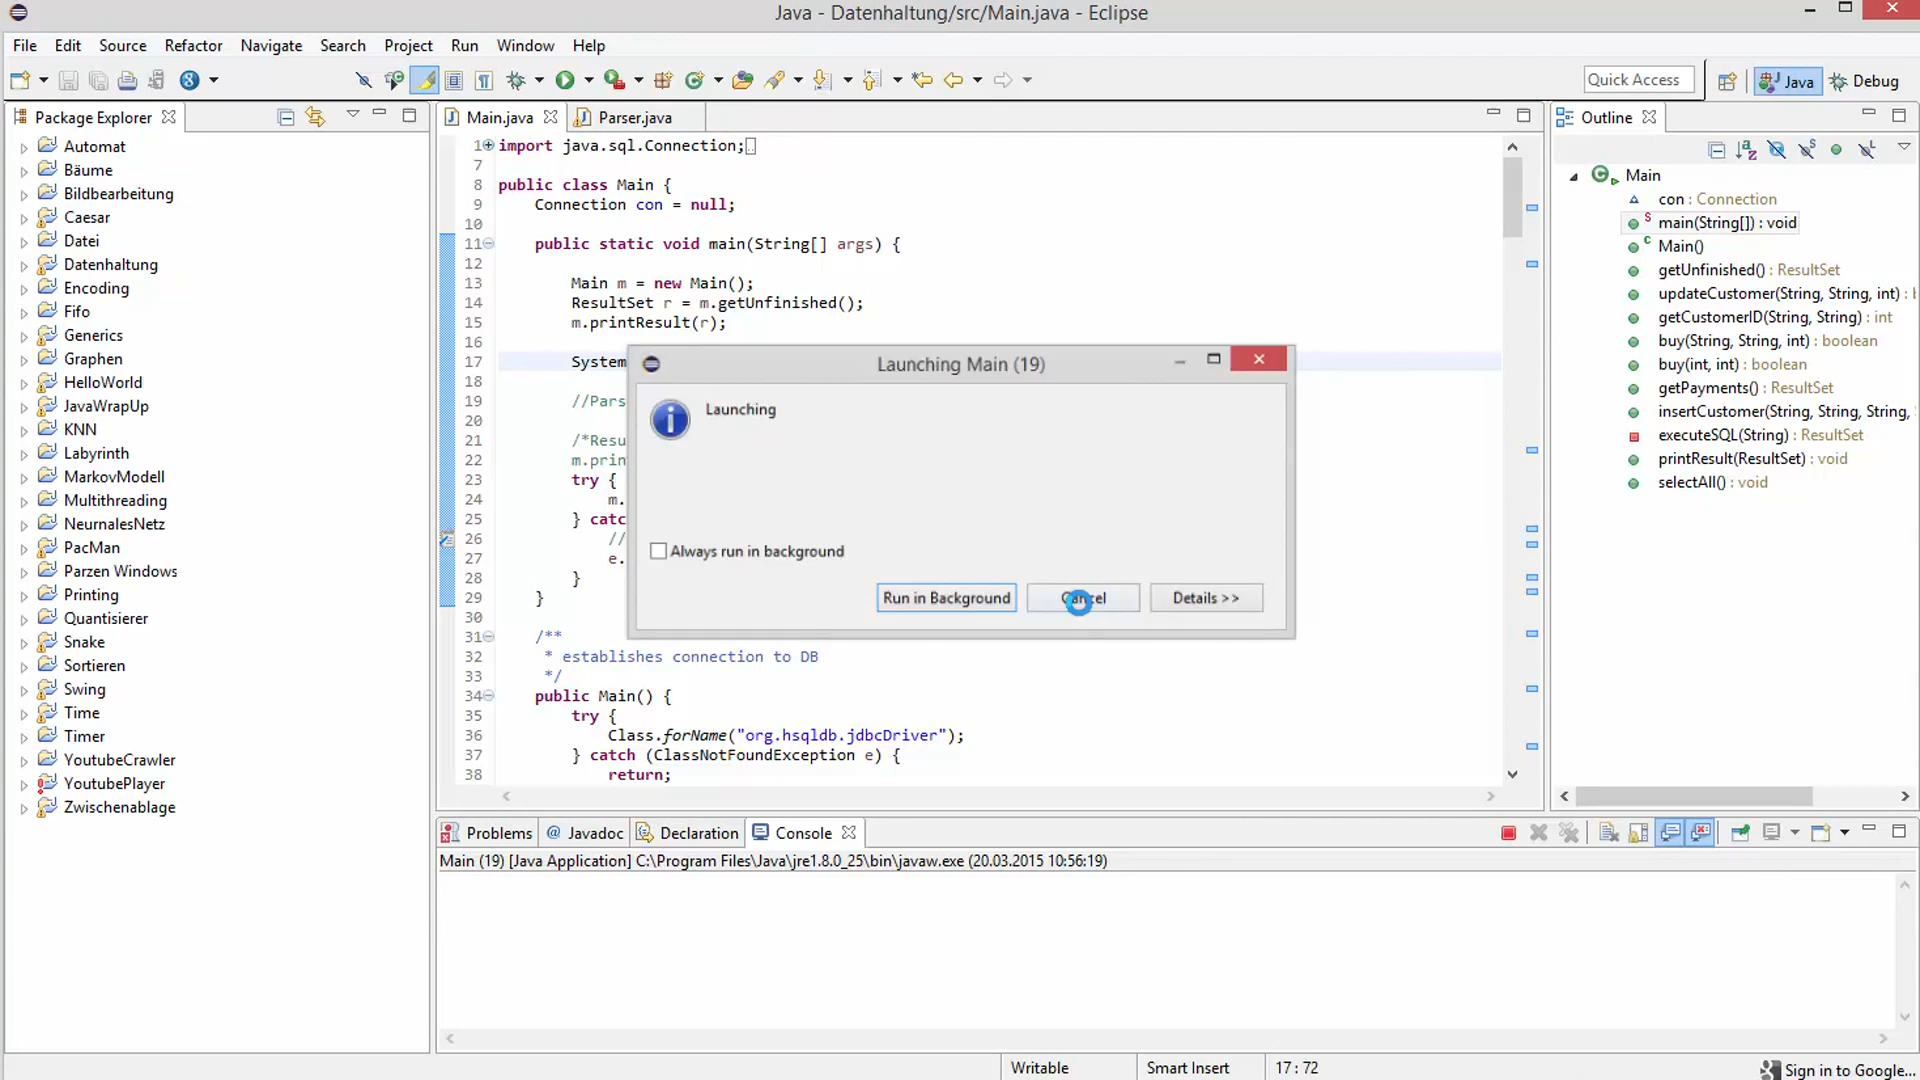 Java - Datenhaltung/src/Main.java - Eclipse
File Edit Source Refactor Navigate Search Project Run Window Help
Quick Access Java Debug
Package Explorer
Automat
Bäume
Bildbearbeitung
Caesar
Datei
Datenhaltung
Encoding
Fifo
Generics
Graphen
HelloWorld
JavaWrapUp
KNN
Labyrinth
MarkovModell
Multithreading
NeurnalesNetz
PacMan
Parzen Windows
Printing
Quantisierer
Snake
Sortieren
Swing
Time
Timer
YoutubeCrawler
YoutubePlayer
Zwischenablage
Main.java Parser.java
1 import java.sql.Connection;
7
8 public class Main {
9 Connection con = null;
10
11 public static void main(String[] args) {
12
13 Main m = new Main();
14 ResultSet r = m.getUnfinished();
15 m.printResult(r);
16
17 System
18
19 //Pars
20
21 /*Resu
22 m.prin
23 try {
24 m.
25 } catc
26 //
27 e.
28 }
29 }
30
31 /**
32 * establishes connection to DB
33 */
34 public Main() {
35 try {
36 Class.forName("org.hsqldb.jdbcDriver");
37 } catch (ClassNotFoundException e) {
38 return;
Launching Main (19)
Launching
Always run in background
Run in Background Cancel Details >>
Outline
Main
con : Connection
main(String[]) : void
Main()
getUnfinished() : ResultSet
updateCustomer(String, String, int) : b
getCustomerID(String, String) : int
buy(String, String, int) : boolean
buy(int, int) : boolean
getPayments() : ResultSet
insertCustomer(String, String, String,
executeSQL(String) : ResultSet
printResult(ResultSet) : void
selectAll() : void
Problems @ Javadoc Declaration Console
Main (19) [Java Application] C:\Program Files\Java\jre1.8.0_25\bin\javaw.exe (20.03.2015 10:56:19)
Writable Smart Insert 17 : 72 Sign in to Google...